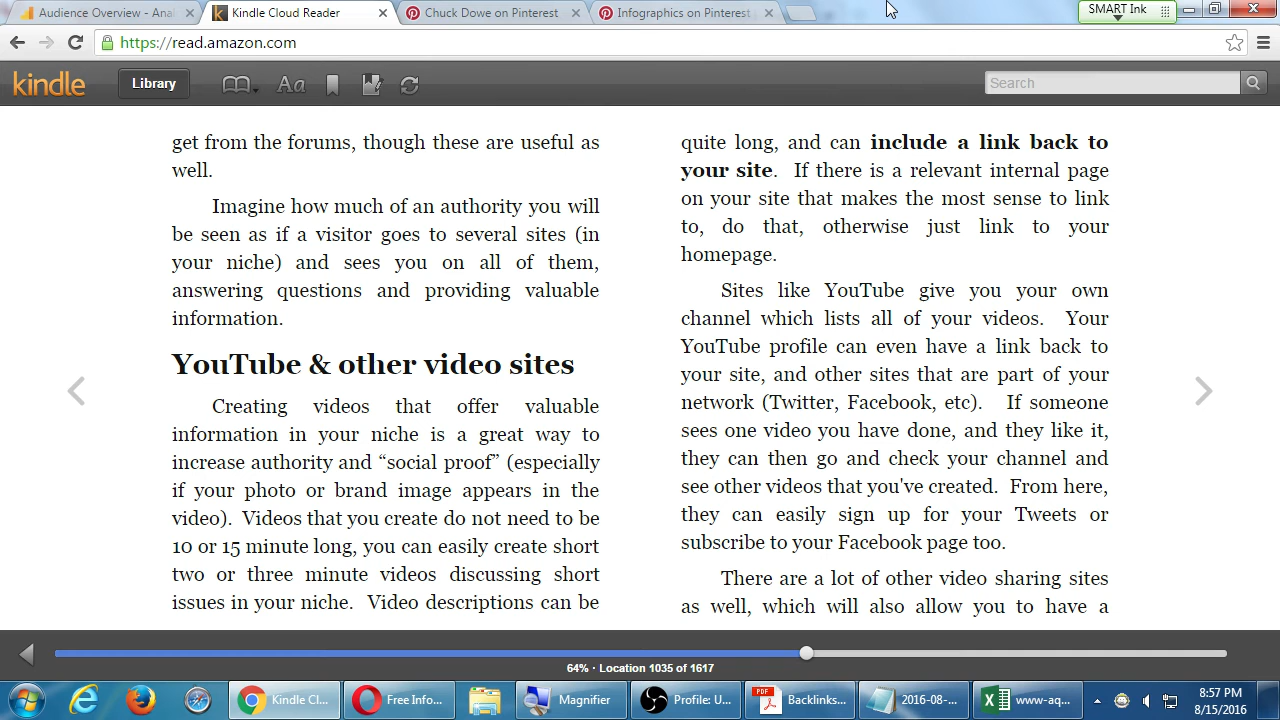 Audience Overview - Anal
Kindle Cloud Reader
Chuck Dowe on Pinterest
Infographics on Pinterest
SMART Ink
https://read.amazon.com
kindle
Library
Aa
Search
get from the forums, though these are useful as
well.
Imagine how much of an authority you will
be seen as if a visitor goes to several sites (in
your niche) and sees you on all of them,
answering questions and providing valuable
information.
YouTube & other video sites
Creating videos that offer valuable
information in your niche is a great way to
increase authority and “social proof” (especially
if your photo or brand image appears in the
video).  Videos that you create do not need to be
10 or 15 minute long, you can easily create short
two or three minute videos discussing short
issues in your niche.  Video descriptions can be
quite long, and can include a link back to
your site.  If there is a relevant internal page
on your site that makes the most sense to link
to, do that, otherwise just link to your
homepage.
Sites like YouTube give you your own
channel which lists all of your videos.  Your
YouTube profile can even have a link back to
your site, and other sites that are part of your
network (Twitter, Facebook, etc).  If someone
sees one video you have done, and they like it,
they can then go and check your channel and
see other videos that you've created.  From here,
they can easily sign up for your Tweets or
subscribe to your Facebook page too.
There are a lot of other video sharing sites
as well, which will also allow you to have a
64% · Location 1035 of 1617
Kindle Cl...
Free Info...
Magnifier
Profile: U...
PDF
Backlinks...
2016-08-...
www-aq...
8:57 PM
8/15/2016